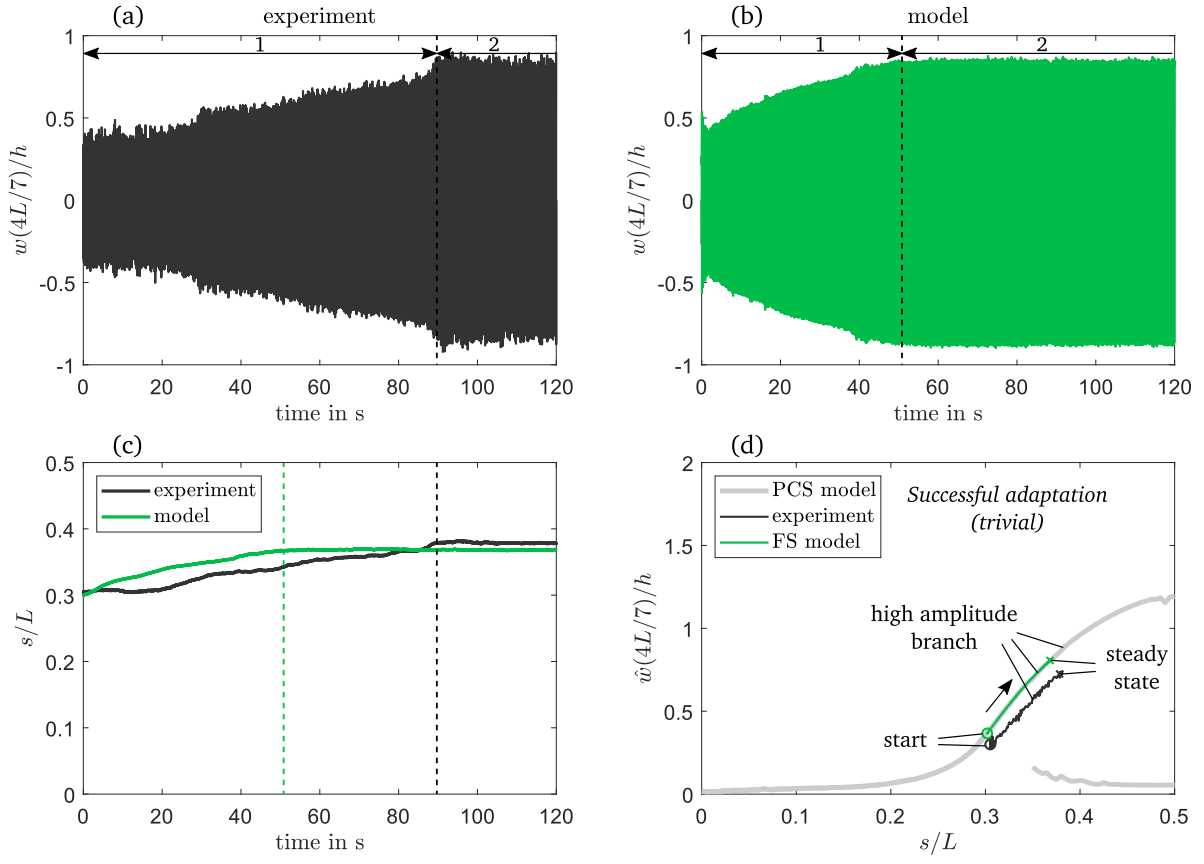 (a) experiment
1
2
1
0.5
0
-0.5
-1
w(4L/7)/h
0 20 40 60 80 100 120
time in s
(b) model
1
2
1
0.5
0
-0.5
-1
w(4L/7)/h
0 20 40 60 80 100 120
time in s
(c)
experiment
model
0.5
0.4
0.3
0.2
0.1
0
s/L
0 20 40 60 80 100 120
time in s
(d)
PCS model
experiment
FS model
Successful adaptation
(trivial)
high amplitude
branch
steady
state
start
2
1.5
1
0.5
0
ŵ(4L/7)/h
0 0.1 0.2 0.3 0.4 0.5
s/L